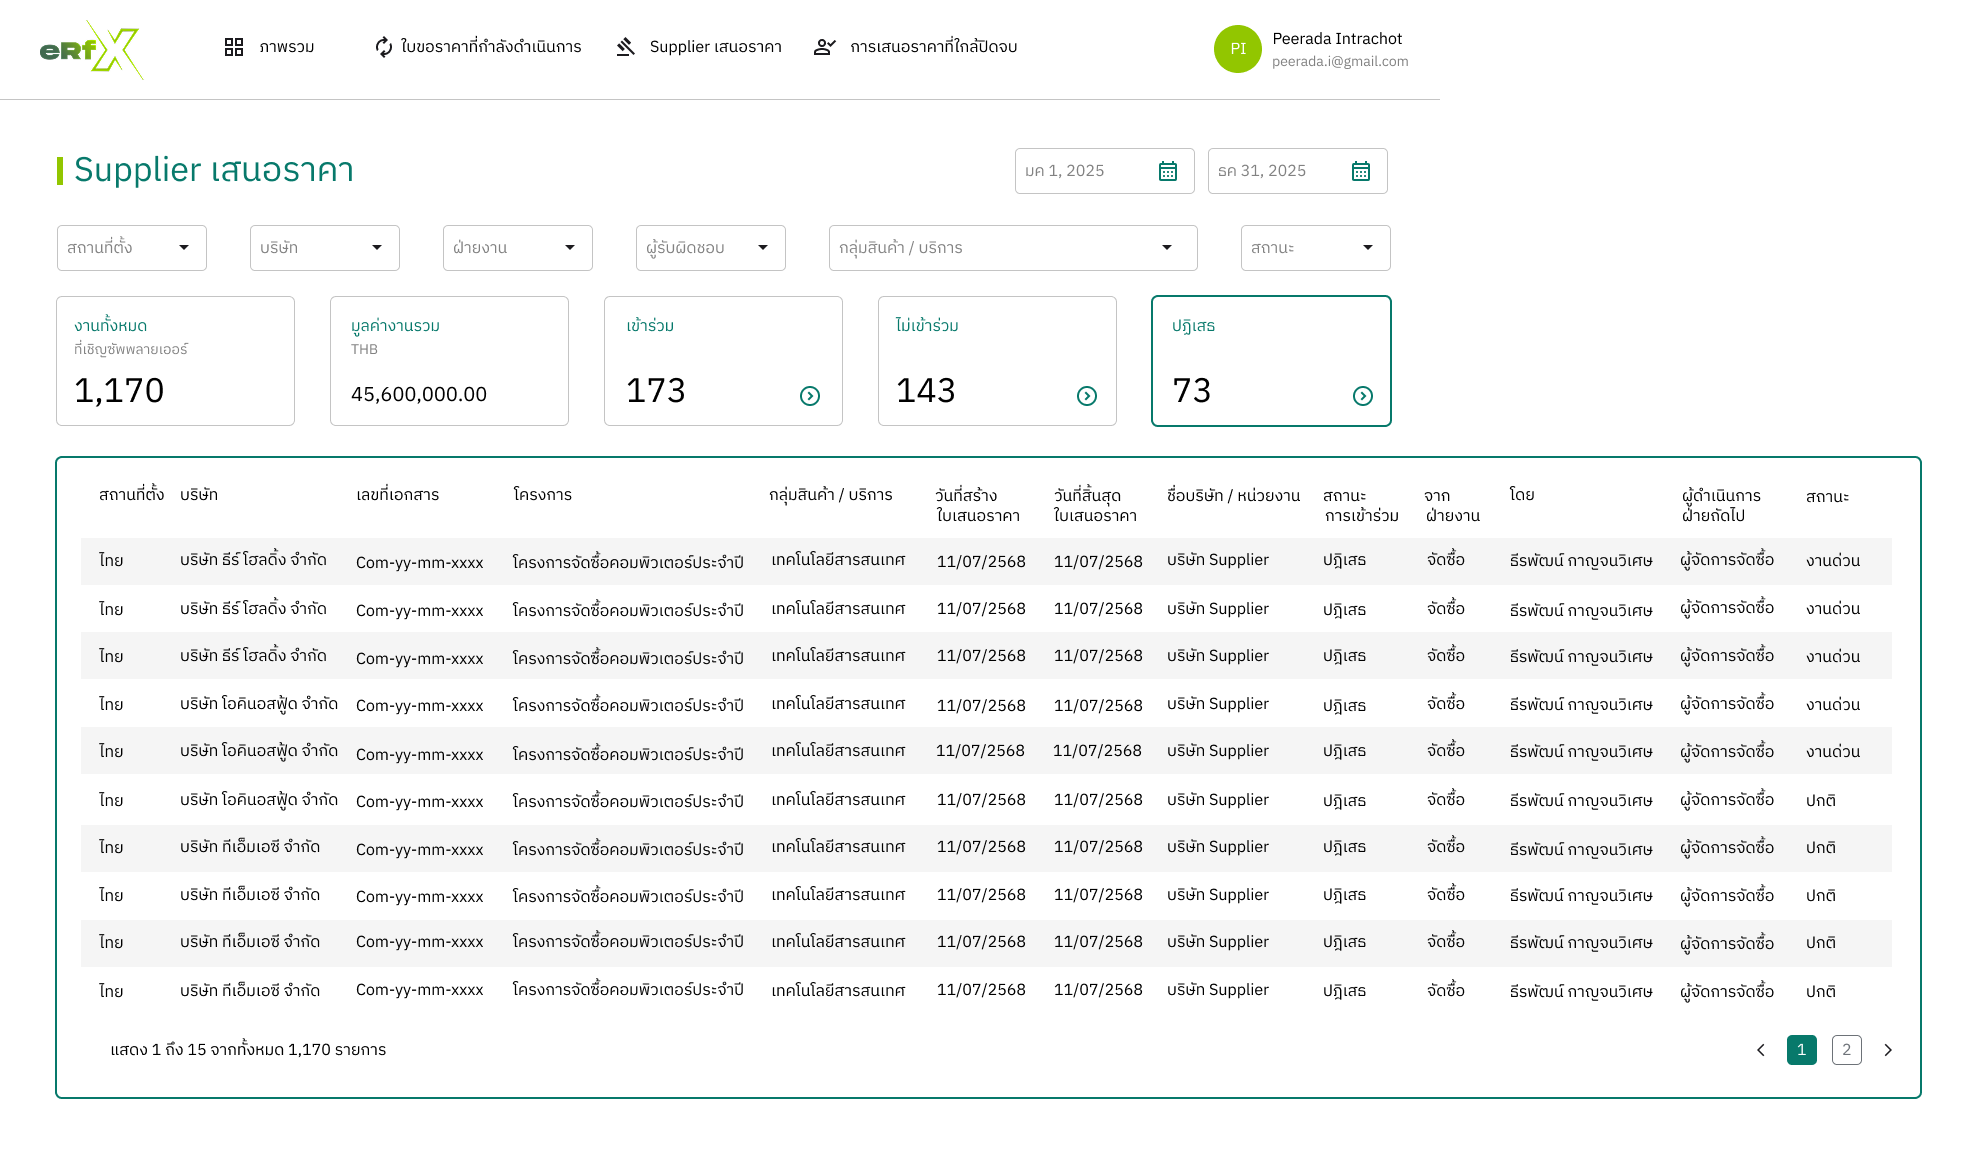 eRfX ภาพรวม ใบขอราคาที่กำลังดำเนินการ Supplier เสนอราคา การเสนอราคาที่ใกล้ปิดจบ PI Peerada Intrachot
peerada.i@gmail.com
Supplier เสนอราคา มค 1, 2025 ธค 31, 2025
สถานที่ตั้ง บริษัท ฝ่ายงาน ผู้รับผิดชอบ กลุ่มสินค้า / บริการ สถานะ
งานทั้งหมด มูลค่างานรวม เข้าร่วม ไม่เข้าร่วม ปฏิเสธ
ที่เชิญซัพพลายเออร์ THB
1,170 45,600,000.00 173 143 73
สถานที่ตั้ง บริษัท เลขที่เอกสาร โครงการ กลุ่มสินค้า / บริการ วันที่สร้าง วันที่สิ้นสุด ชื่อบริษัท / หน่วยงาน สถานะ จาก โดย ผู้ดำเนินการ สถานะ
ใบเสนอราคา ใบเสนอราคา การเข้าร่วม ฝ่ายงาน ฝ่ายถัดไป
ไทย บริษัท ธีร์ โฮลดิ้ง จำกัด Com-yy-mm-xxxx โครงการจัดซื้อคอมพิวเตอร์ประจำปี เทคโนโลยีสารสนเทศ 11/07/2568 11/07/2568 บริษัท Supplier ปฎิเสธ จัดซื้อ ธีรพัฒน์ กาญจนวิเศษ ผู้จัดการจัดซื้อ งานด่วน
ไทย บริษัท ธีร์ โฮลดิ้ง จำกัด Com-yy-mm-xxxx โครงการจัดซื้อคอมพิวเตอร์ประจำปี เทคโนโลยีสารสนเทศ 11/07/2568 11/07/2568 บริษัท Supplier ปฎิเสธ จัดซื้อ ธีรพัฒน์ กาญจนวิเศษ ผู้จัดการจัดซื้อ งานด่วน
ไทย บริษัท ธีร์ โฮลดิ้ง จำกัด Com-yy-mm-xxxx โครงการจัดซื้อคอมพิวเตอร์ประจำปี เทคโนโลยีสารสนเทศ 11/07/2568 11/07/2568 บริษัท Supplier ปฎิเสธ จัดซื้อ ธีรพัฒน์ กาญจนวิเศษ ผู้จัดการจัดซื้อ งานด่วน
ไทย บริษัท โอคินอสฟู้ด จำกัด Com-yy-mm-xxxx โครงการจัดซื้อคอมพิวเตอร์ประจำปี เทคโนโลยีสารสนเทศ 11/07/2568 11/07/2568 บริษัท Supplier ปฎิเสธ จัดซื้อ ธีรพัฒน์ กาญจนวิเศษ ผู้จัดการจัดซื้อ งานด่วน
ไทย บริษัท โอคินอสฟู้ด จำกัด Com-yy-mm-xxxx โครงการจัดซื้อคอมพิวเตอร์ประจำปี เทคโนโลยีสารสนเทศ 11/07/2568 11/07/2568 บริษัท Supplier ปฎิเสธ จัดซื้อ ธีรพัฒน์ กาญจนวิเศษ ผู้จัดการจัดซื้อ งานด่วน
ไทย บริษัท โอคินอสฟู้ด จำกัด Com-yy-mm-xxxx โครงการจัดซื้อคอมพิวเตอร์ประจำปี เทคโนโลยีสารสนเทศ 11/07/2568 11/07/2568 บริษัท Supplier ปฎิเสธ จัดซื้อ ธีรพัฒน์ กาญจนวิเศษ ผู้จัดการจัดซื้อ ปกติ
ไทย บริษัท ทีเอ็มเอซี จำกัด Com-yy-mm-xxxx โครงการจัดซื้อคอมพิวเตอร์ประจำปี เทคโนโลยีสารสนเทศ 11/07/2568 11/07/2568 บริษัท Supplier ปฎิเสธ จัดซื้อ ธีรพัฒน์ กาญจนวิเศษ ผู้จัดการจัดซื้อ ปกติ
ไทย บริษัท ทีเอ็มเอซี จำกัด Com-yy-mm-xxxx โครงการจัดซื้อคอมพิวเตอร์ประจำปี เทคโนโลยีสารสนเทศ 11/07/2568 11/07/2568 บริษัท Supplier ปฎิเสธ จัดซื้อ ธีรพัฒน์ กาญจนวิเศษ ผู้จัดการจัดซื้อ ปกติ
ไทย บริษัท ทีเอ็มเอซี จำกัด Com-yy-mm-xxxx โครงการจัดซื้อคอมพิวเตอร์ประจำปี เทคโนโลยีสารสนเทศ 11/07/2568 11/07/2568 บริษัท Supplier ปฎิเสธ จัดซื้อ ธีรพัฒน์ กาญจนวิเศษ ผู้จัดการจัดซื้อ ปกติ
ไทย บริษัท ทีเอ็มเอซี จำกัด Com-yy-mm-xxxx โครงการจัดซื้อคอมพิวเตอร์ประจำปี เทคโนโลยีสารสนเทศ 11/07/2568 11/07/2568 บริษัท Supplier ปฎิเสธ จัดซื้อ ธีรพัฒน์ กาญจนวิเศษ ผู้จัดการจัดซื้อ ปกติ
แสดง 1 ถึง 15 จากทั้งหมด 1,170 รายการ 1 2